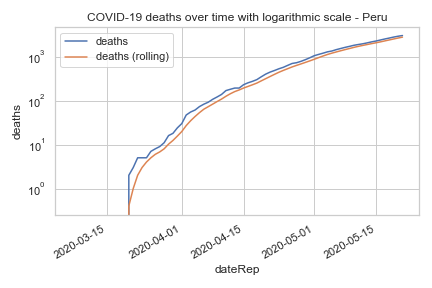 COVID-19 deaths over time with logarithmic scale - Peru
deaths
deaths (rolling)
10³
10²
10¹
10⁰
deaths
2020-03-15
2020-04-01
2020-04-15
2020-05-01
2020-05-15
dateRep